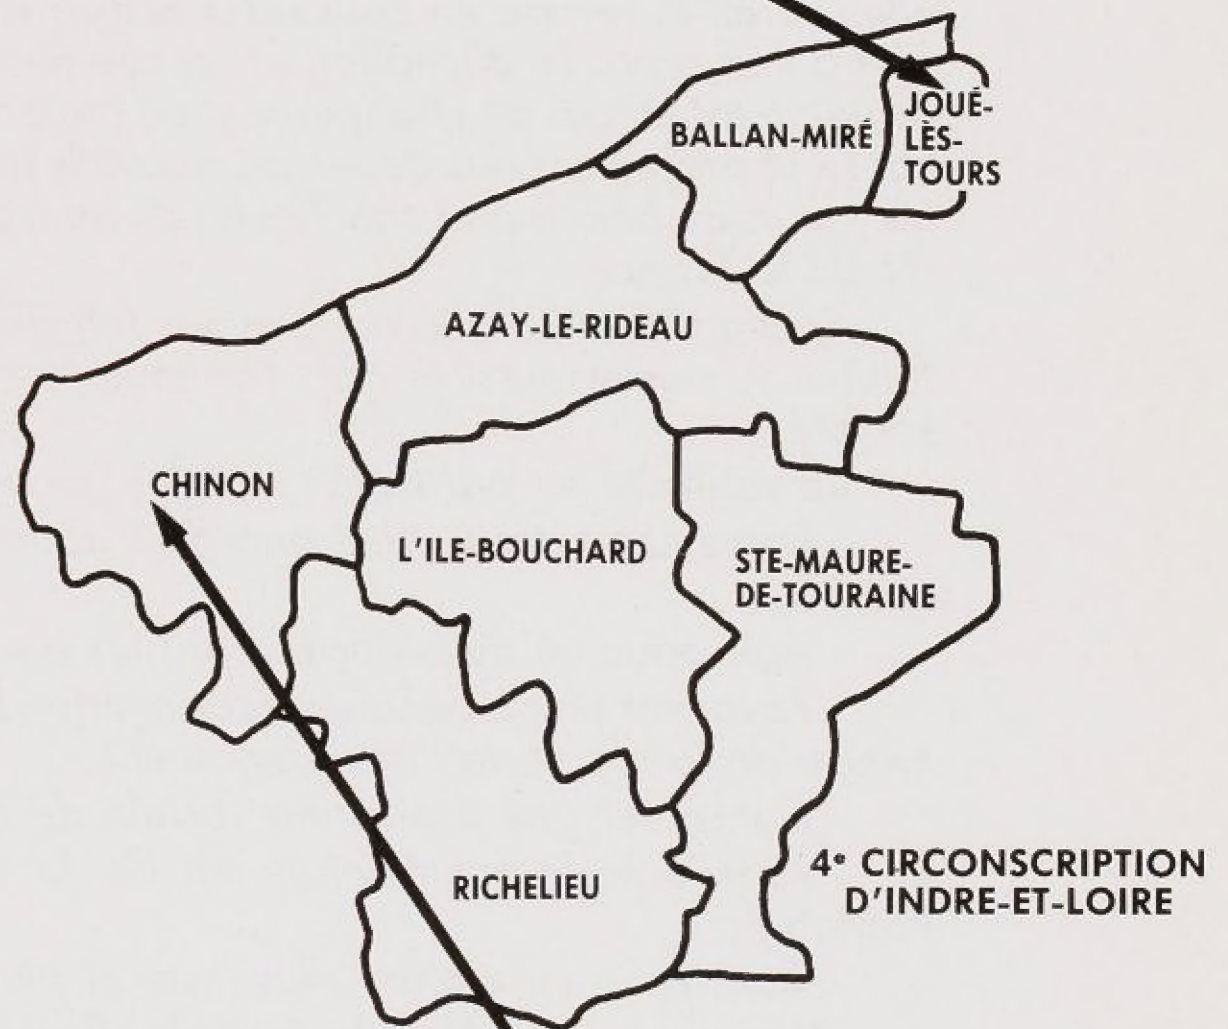 JOUÉ-
LÈS-
TOURS
BALLAN-MIRÉ
AZAY-LE-RIDEAU
CHINON
L'ILE-BOUCHARD
STE-MAURE-
DE-TOURAINE
RICHELIEU
4e CIRCONSCRIPTION
D'INDRE-ET-LOIRE